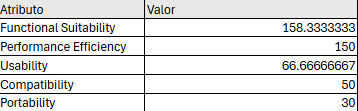 Atributo Valor
Functional Suitability 158.3333333
Performance Efficiency 150
Usability 66.66666667
Compatibility 50
Portability 30